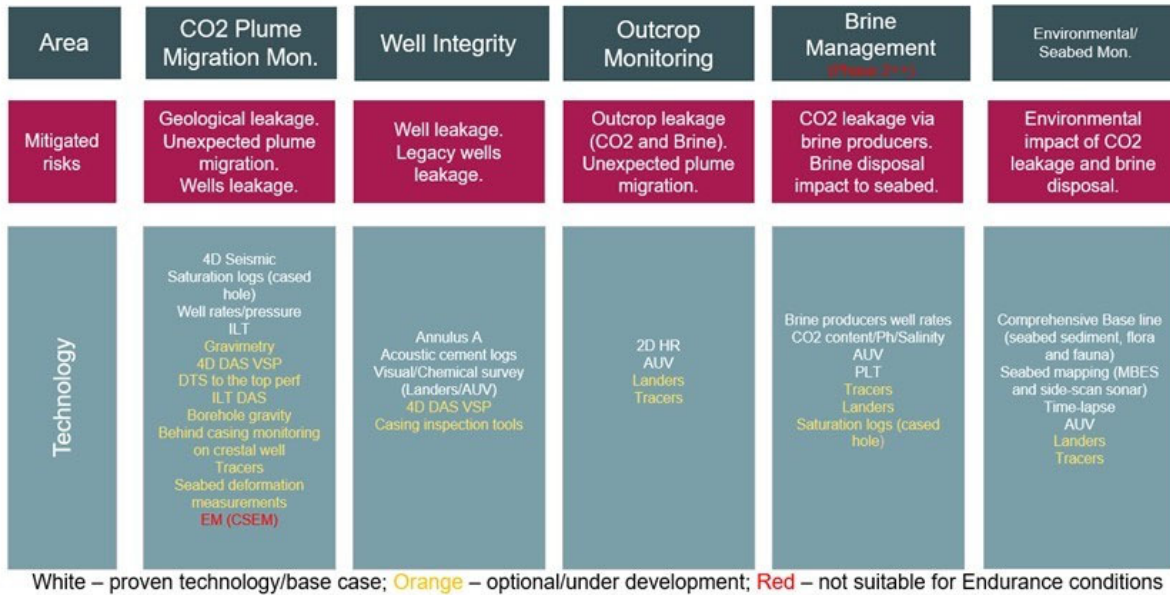 Area
CO2 Plume
Migration Mon.
Well Integrity
Outcrop
Monitoring
Brine
Management
Environmental/
Seabed Mon.
Mitigated
risks
Geological leakage.
Unexpected plume
migration.
Wells leakage.
Well leakage.
Legacy wells
leakage.
Outcrop leakage
(CO2 and Brine).
Unexpected plume
migration.
CO2 leakage via
brine producers.
Brine disposal
impact to seabed.
Environmental
impact of CO2
leakage and brine
disposal.
Technology
4D Seismic
Saturation logs (cased
hole)
Well rates/pressure
ILT
Gravimetry
4D DAS VSP
DTS to the top perf
ILT DAS
Borehole gravity
Behind casing monitoring
on crestal well
Tracers
Seabed deformation
measurements
EM (CSEM)
Annulus A
Acoustic cement logs
Visual/Chemical survey
(Landers/AUV)
4D DAS VSP
Casing inspection tools
2D HR
AUV
Landers
Tracers
Brine producers well rates
CO2 content/Ph/Salinity
AUV
PLT
Tracers
Landers
Saturation logs (cased
hole)
Comprehensive Base line
(seabed sediment, flora
and fauna)
Seabed mapping (MBES
and side-scan sonar)
Time-lapse
AUV
Landers
Tracers
White – proven technology/base case; Orange – optional/under development; Red – not suitable for Endurance conditions